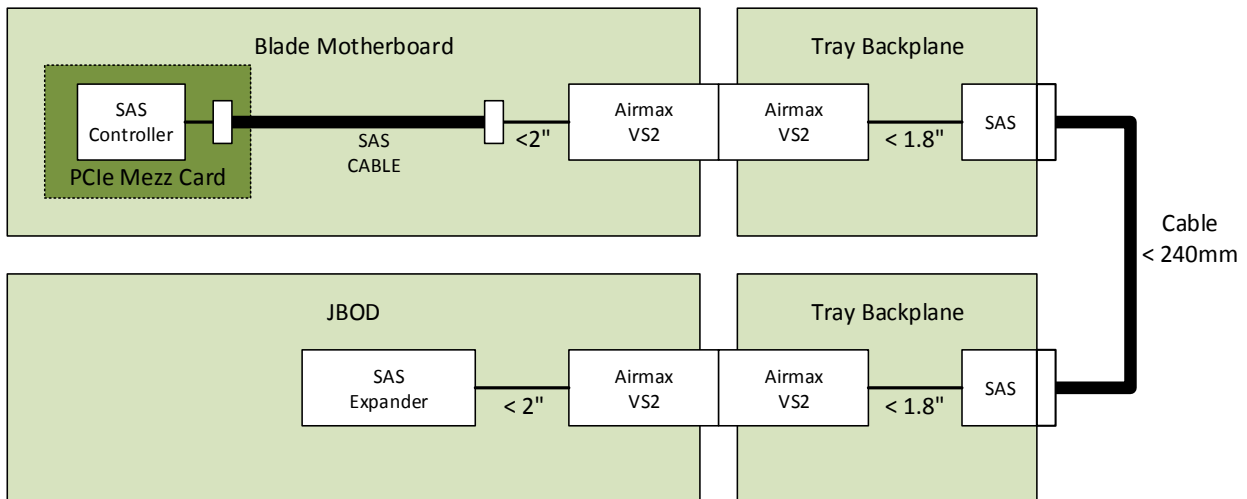 Blade Motherboard
Tray Backplane
SAS
Controller
PCIe Mezz Card
SAS
CABLE
<2"
Airmax
VS2
Airmax
VS2
< 1.8"
SAS
Cable
< 240mm
JBOD
Tray Backplane
SAS
Expander
< 2"
Airmax
VS2
Airmax
VS2
< 1.8"
SAS